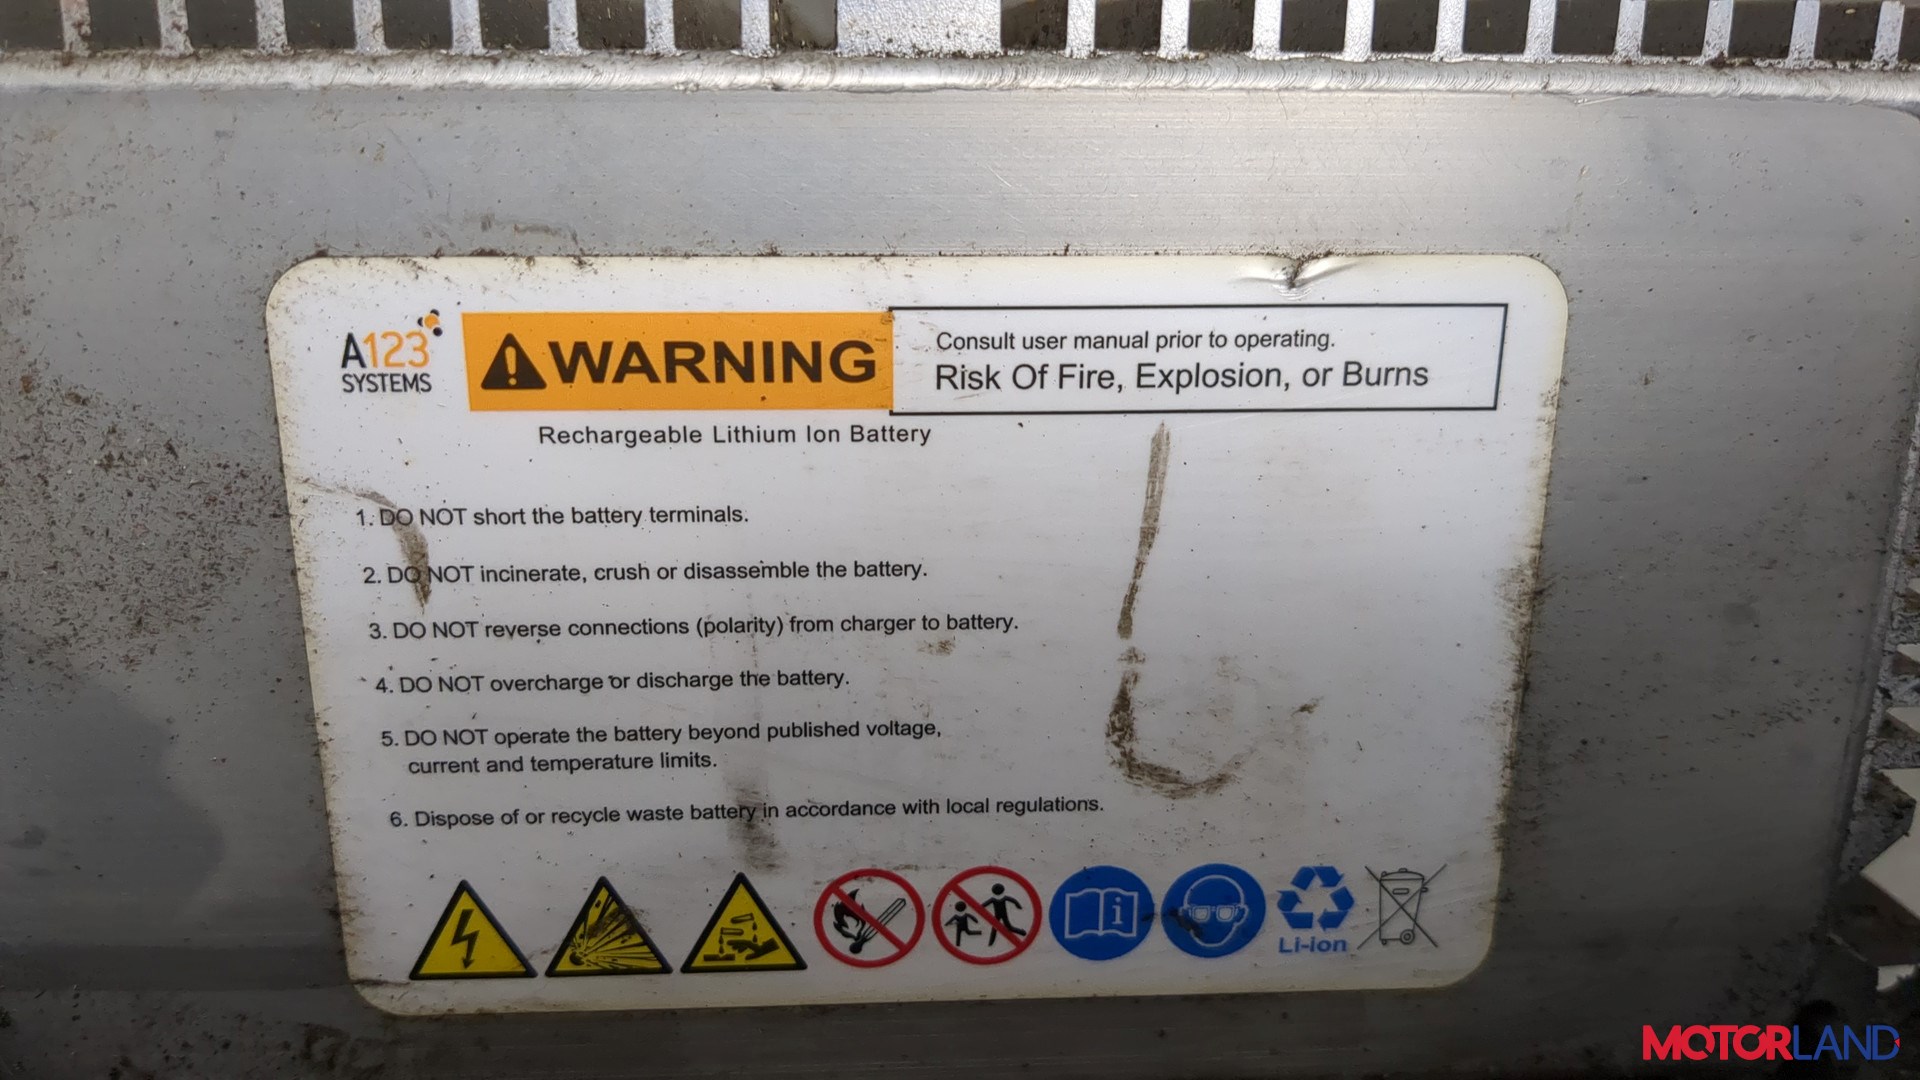 A123
SYSTEMS
WARNING
Consult user manual prior to operating.
Risk Of Fire, Explosion, or Burns
Rechargeable Lithium Ion Battery
1. DO NOT short the battery terminals.
2. DO NOT incinerate, crush or disassemble the battery.
3. DO NOT reverse connections (polarity) from charger to battery.
4. DO NOT overcharge or discharge the battery.
5. DO NOT operate the battery beyond published voltage,
current and temperature limits.
6. Dispose of or recycle waste battery in accordance with local regulations.
Li-ion
MOTORLAND